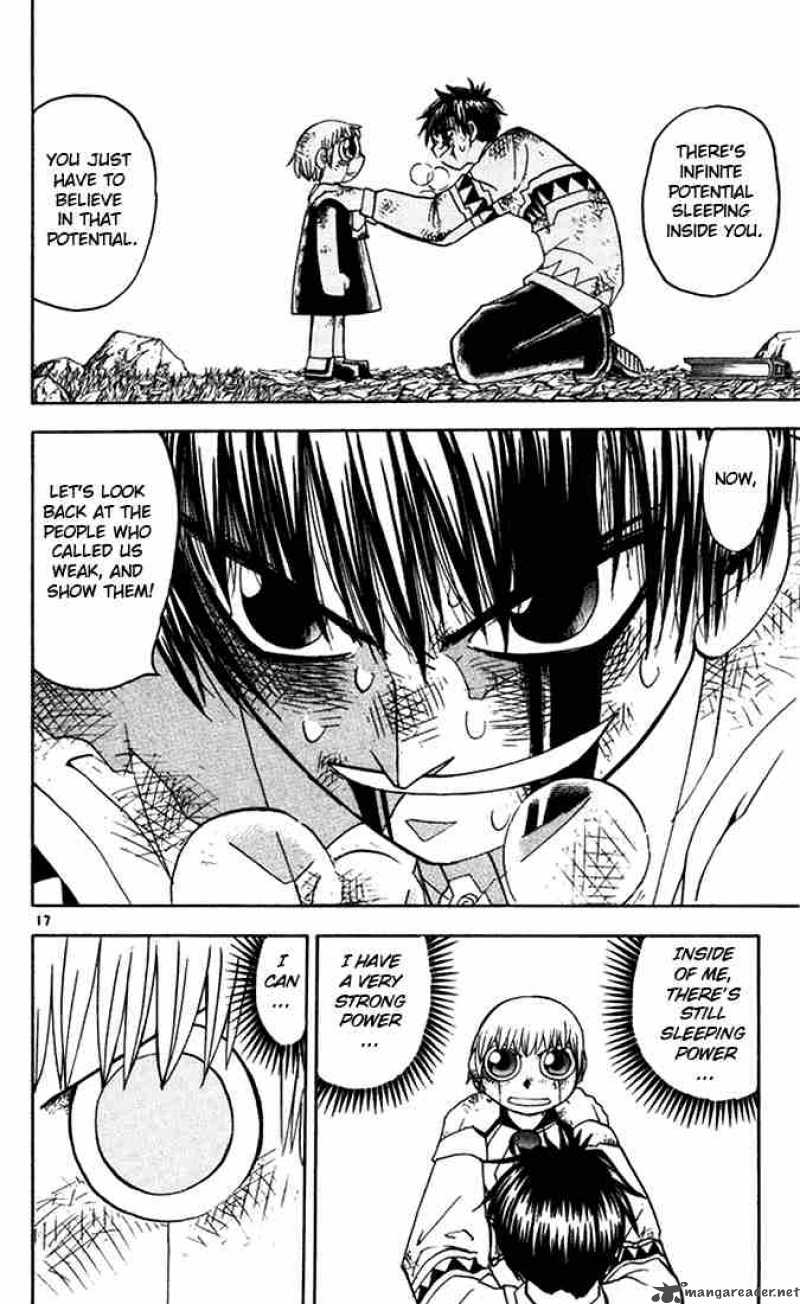 THERE'S
INFINITE
POTENTIAL
SLEEPING
INSIDE YOU.
YOU JUST
HAVE TO
BELIEVE
IN THAT
POTENTIAL.
NOW,
LET'S LOOK
BACK AT THE
PEOPLE WHO
CALLED US
WEAK, AND
SHOW THEM!
17
INSIDE
OF ME,
THERE'S
STILL
SLEEPING
POWER
...
I HAVE
A VERY
STRONG
POWER
...
I
CAN
...
mangareader.net